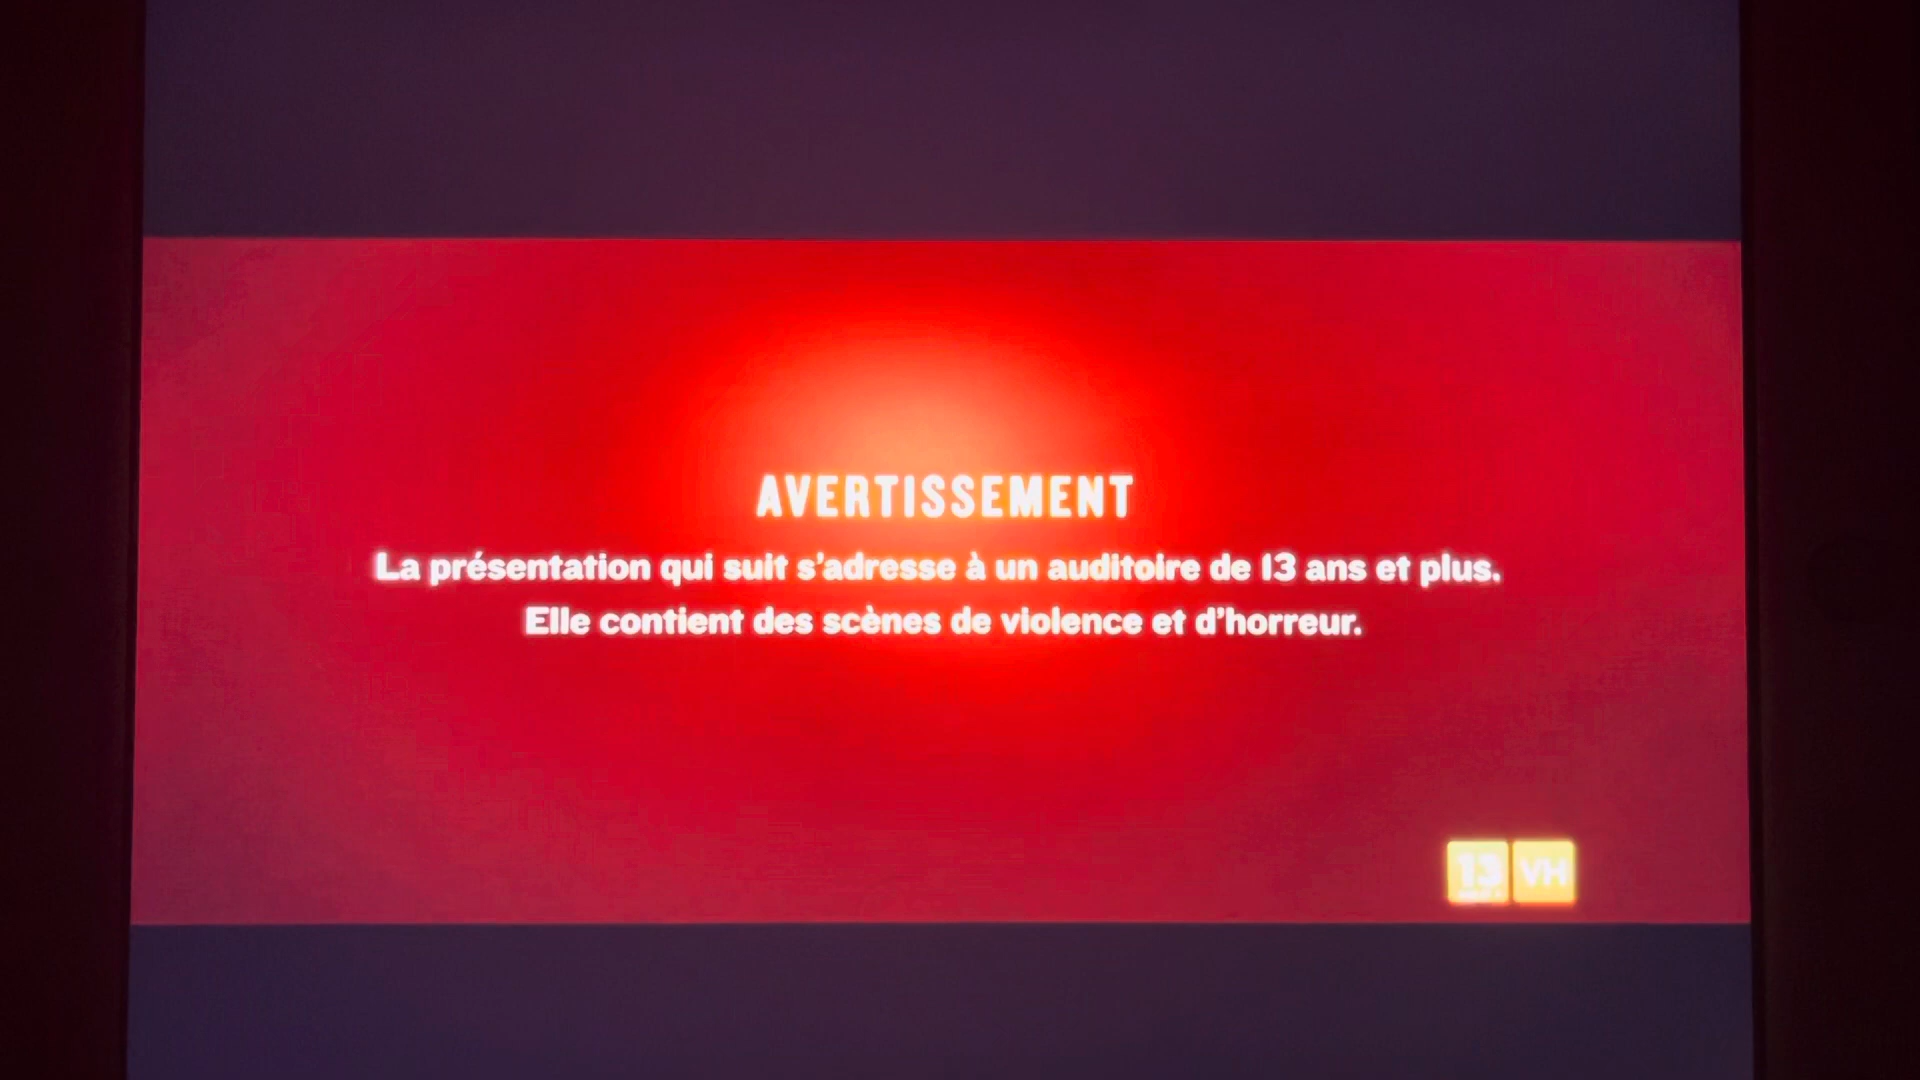 AVERTISSEMENT
La présentation qui suit s'adresse à un auditoire de 13 ans et plus.
Elle contient des scènes de violence et d'horreur.
13 VH